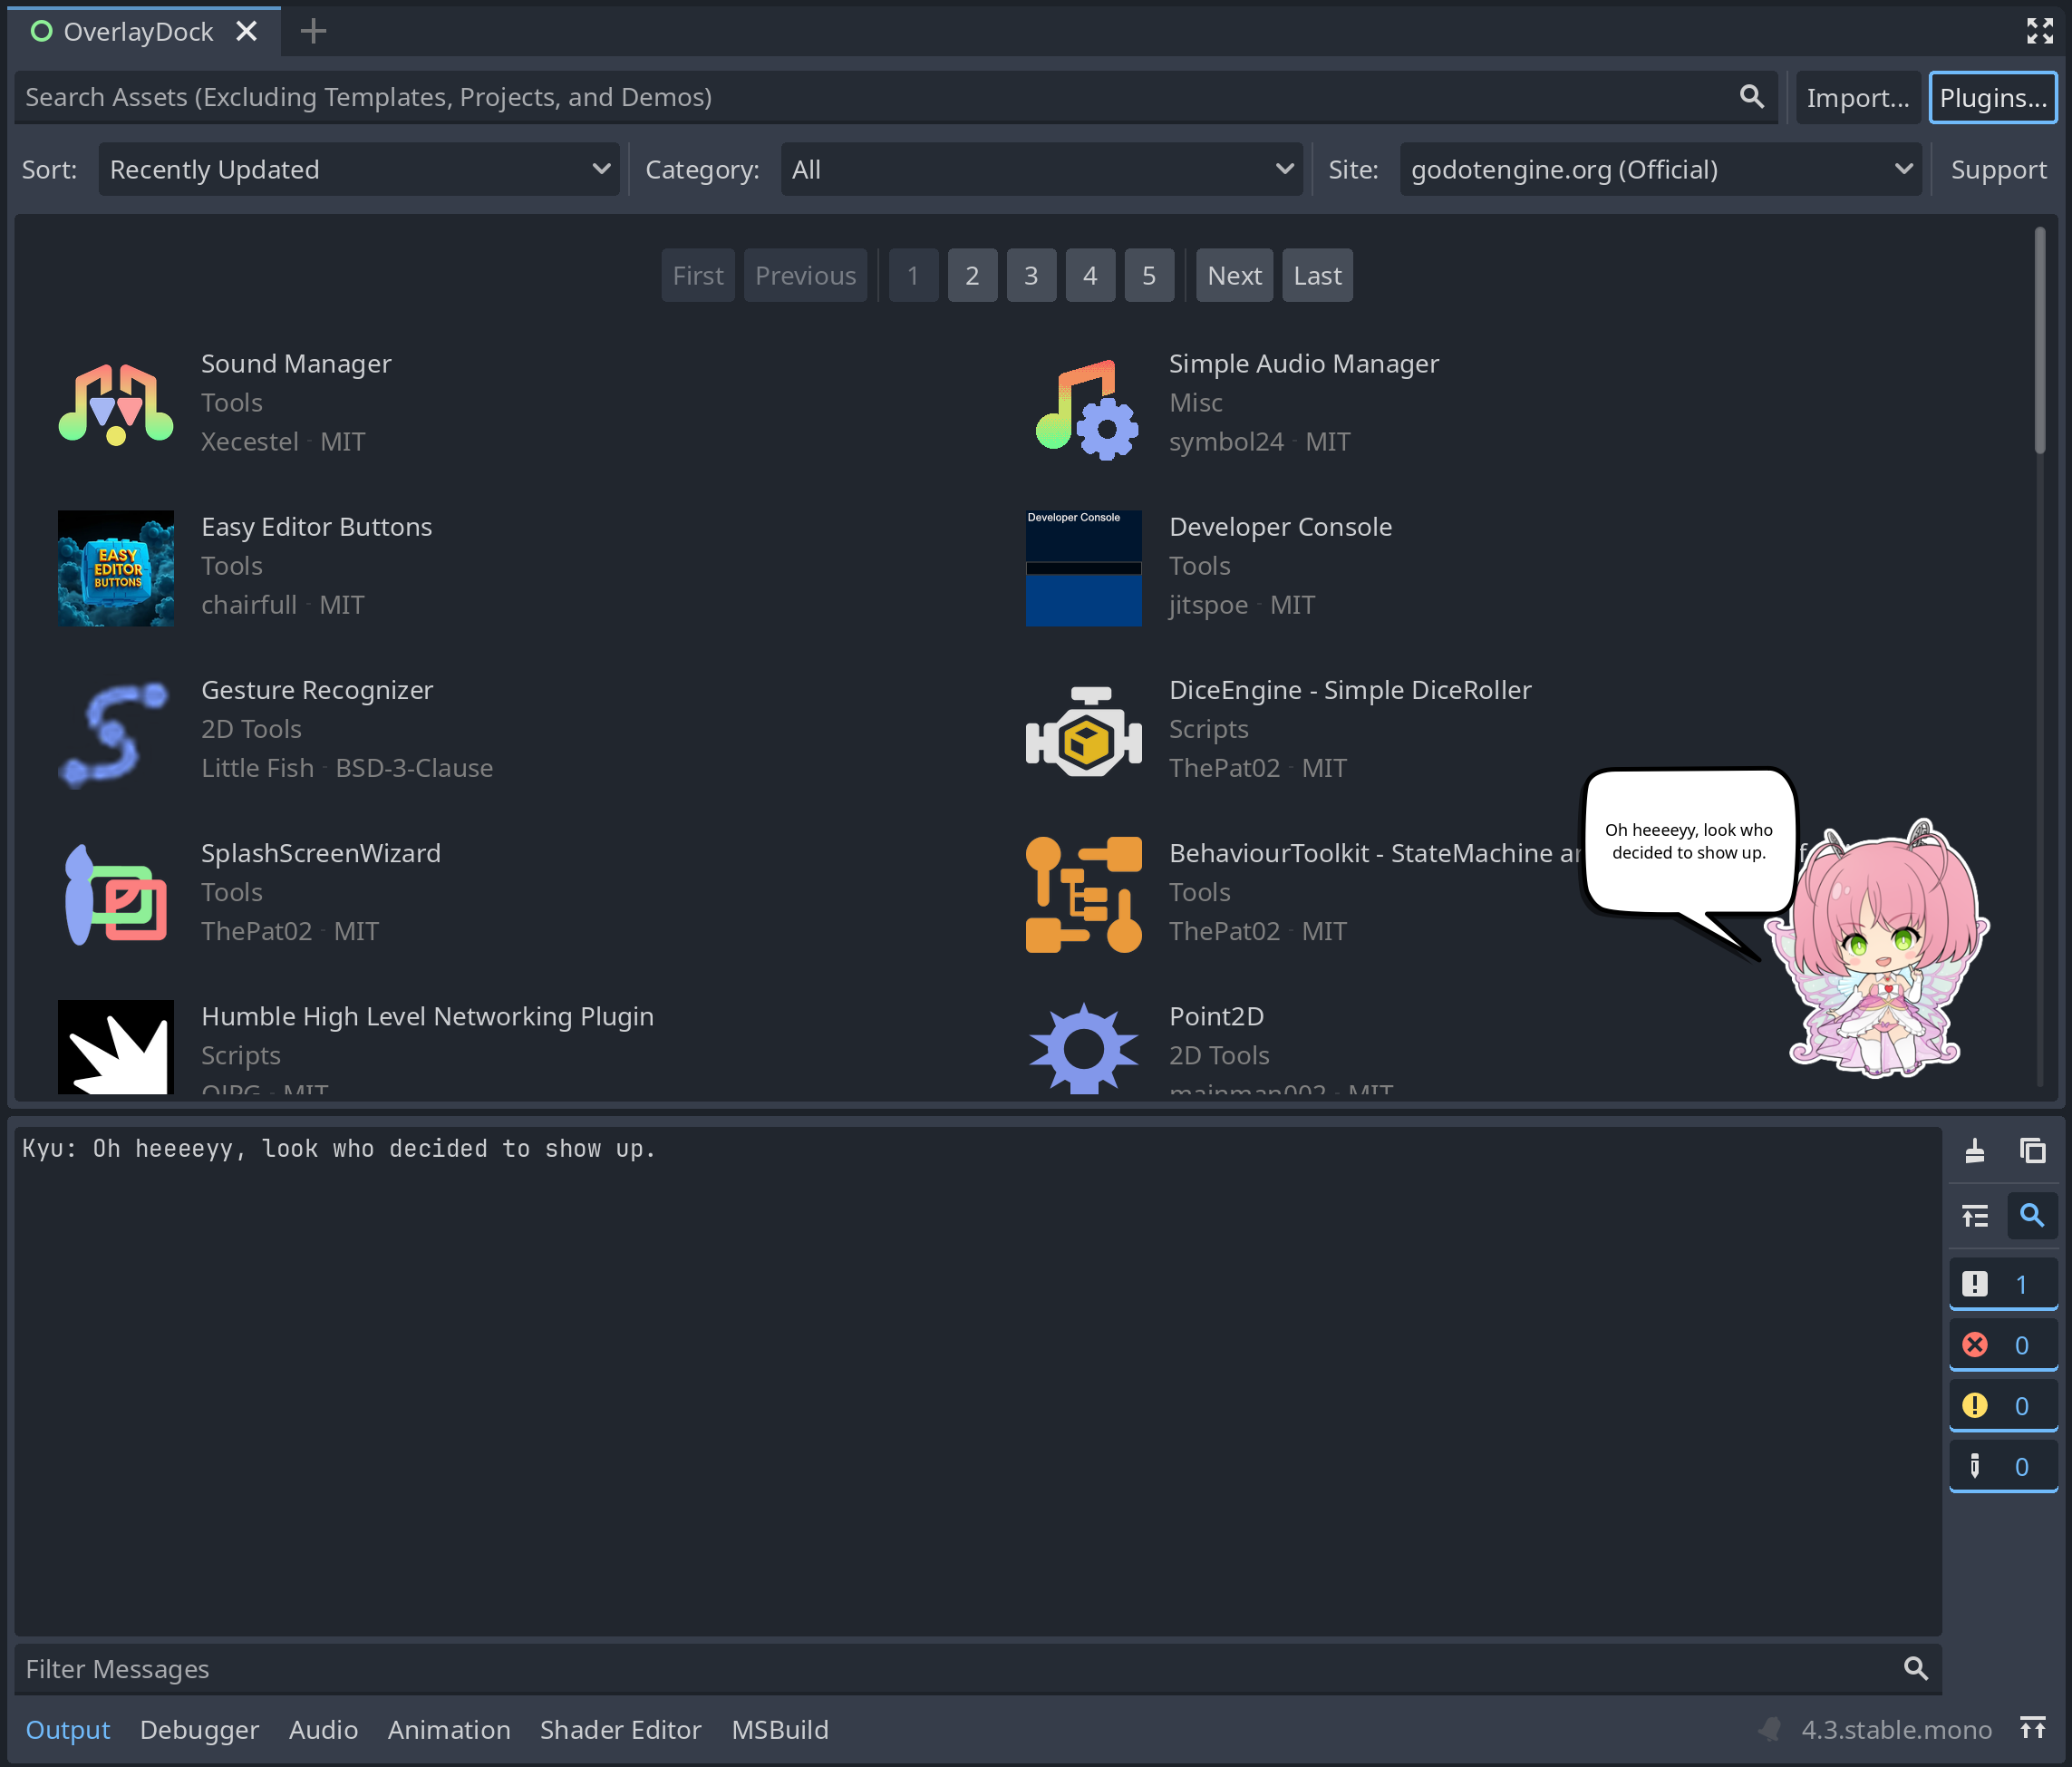 OverlayDock
Search Assets (Excluding Templates, Projects, and Demos)
Import...
Plugins...
Sort:
Recently Updated
Category:
All
Site:
godotengine.org (Official)
Support
First
Previous
1
2
3
4
5
Next
Last
Sound Manager
Tools
Xecestel - MIT
Simple Audio Manager
Misc
symbol24 - MIT
EASY
EDITOR
BUTTONS
Easy Editor Buttons
Tools
chairfull - MIT
Developer Console
Developer Console
Tools
jitspoe - MIT
Gesture Recognizer
2D Tools
Little Fish - BSD-3-Clause
DiceEngine - Simple DiceRoller
Scripts
ThePat02 - MIT
SplashScreenWizard
Tools
ThePat02 - MIT
BehaviourToolkit - StateMachine
Tools
ThePat02 - MIT
Oh heeeeyy, look who
decided to show up.
Humble High Level Networking Plugin
Scripts
MIT
Point2D
2D Tools
mainman002 - MIT
Kyu: Oh heeeeyy, look who decided to show up.
1
0
0
0
Filter Messages
Output
Debugger
Audio
Animation
Shader Editor
MSBuild
4.3.stable.mono